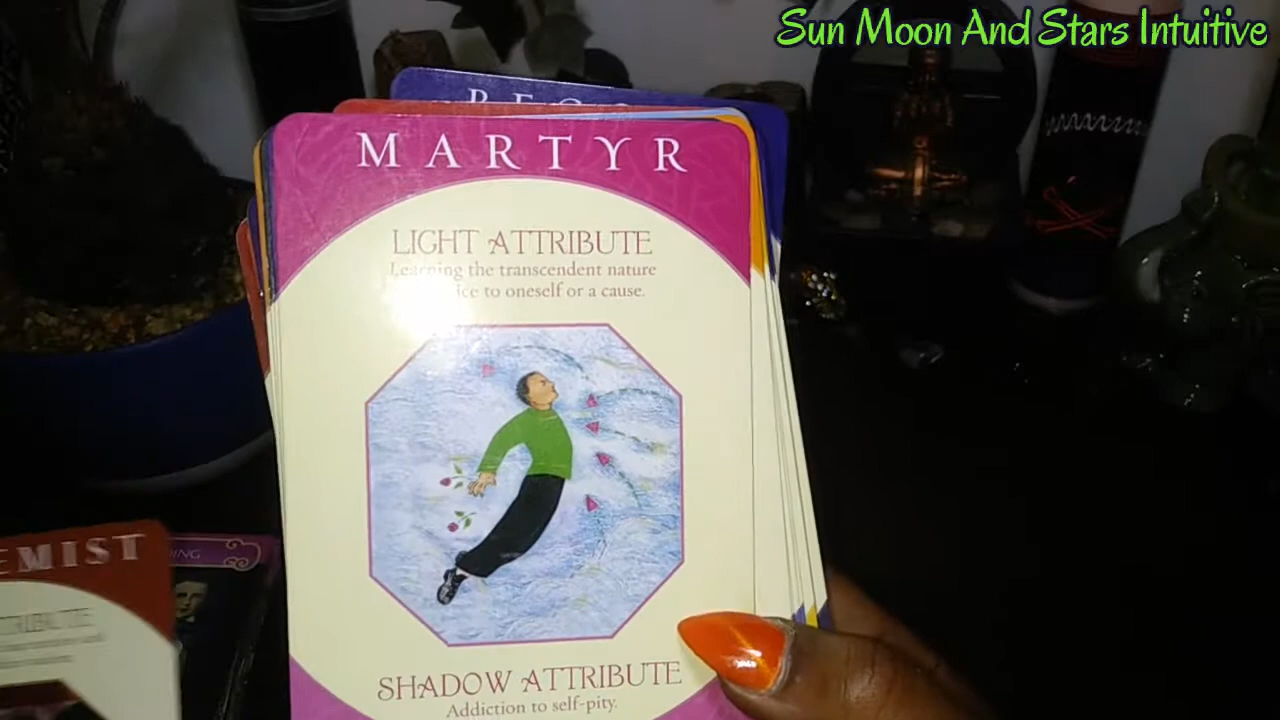 Sun Moon And Stars Intuitive
MARTYR
LIGHT ATTRIBUTE
Learning the transcendent nature
to oneself or a cause.
SHADOW ATTRIBUTE
Addiction to self-pity.
EMIST